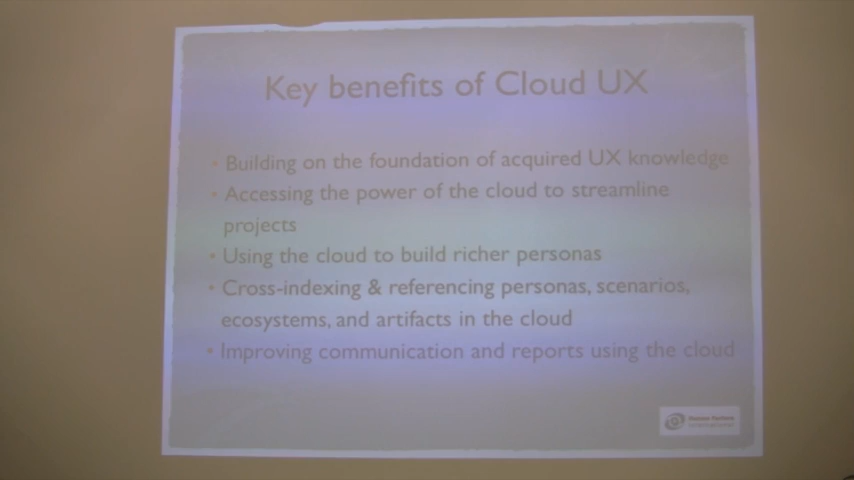 Key benefits of Cloud UX
• Building on the foundation of acquired UX knowledge
• Accessing the power of the cloud to streamline
projects
• Using the cloud to build richer personas
• Cross-indexing & referencing personas, scenarios,
ecosystems, and artifacts in the cloud
• Improving communication and reports using the cloud